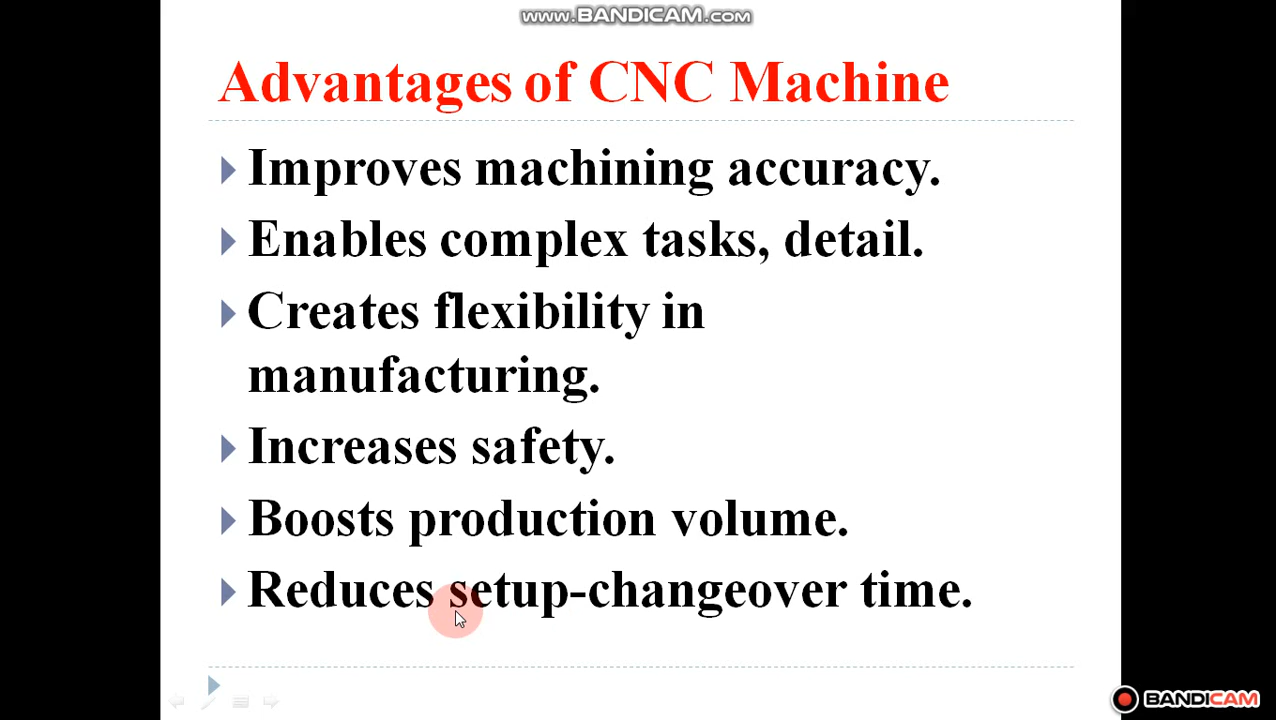 www.BANDICAM.com
Advantages of CNC Machine
Improves machining accuracy.
Enables complex tasks, detail.
Creates flexibility in
manufacturing.
Increases safety.
Boosts production volume.
Reduces setup-changeover time.
BANDICAM